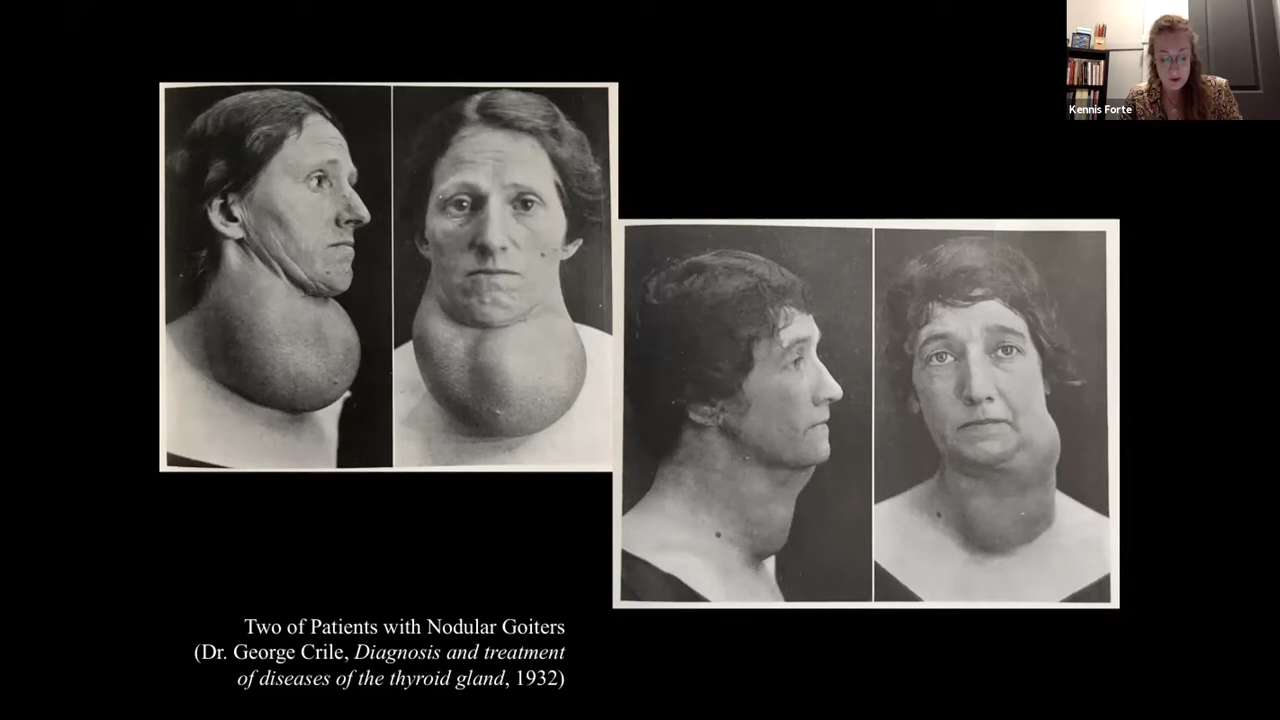 Kennis Forte
Two of Patients with Nodular Goiters
(Dr. George Crile, Diagnosis and treatment
of diseases of the thyroid gland, 1932)